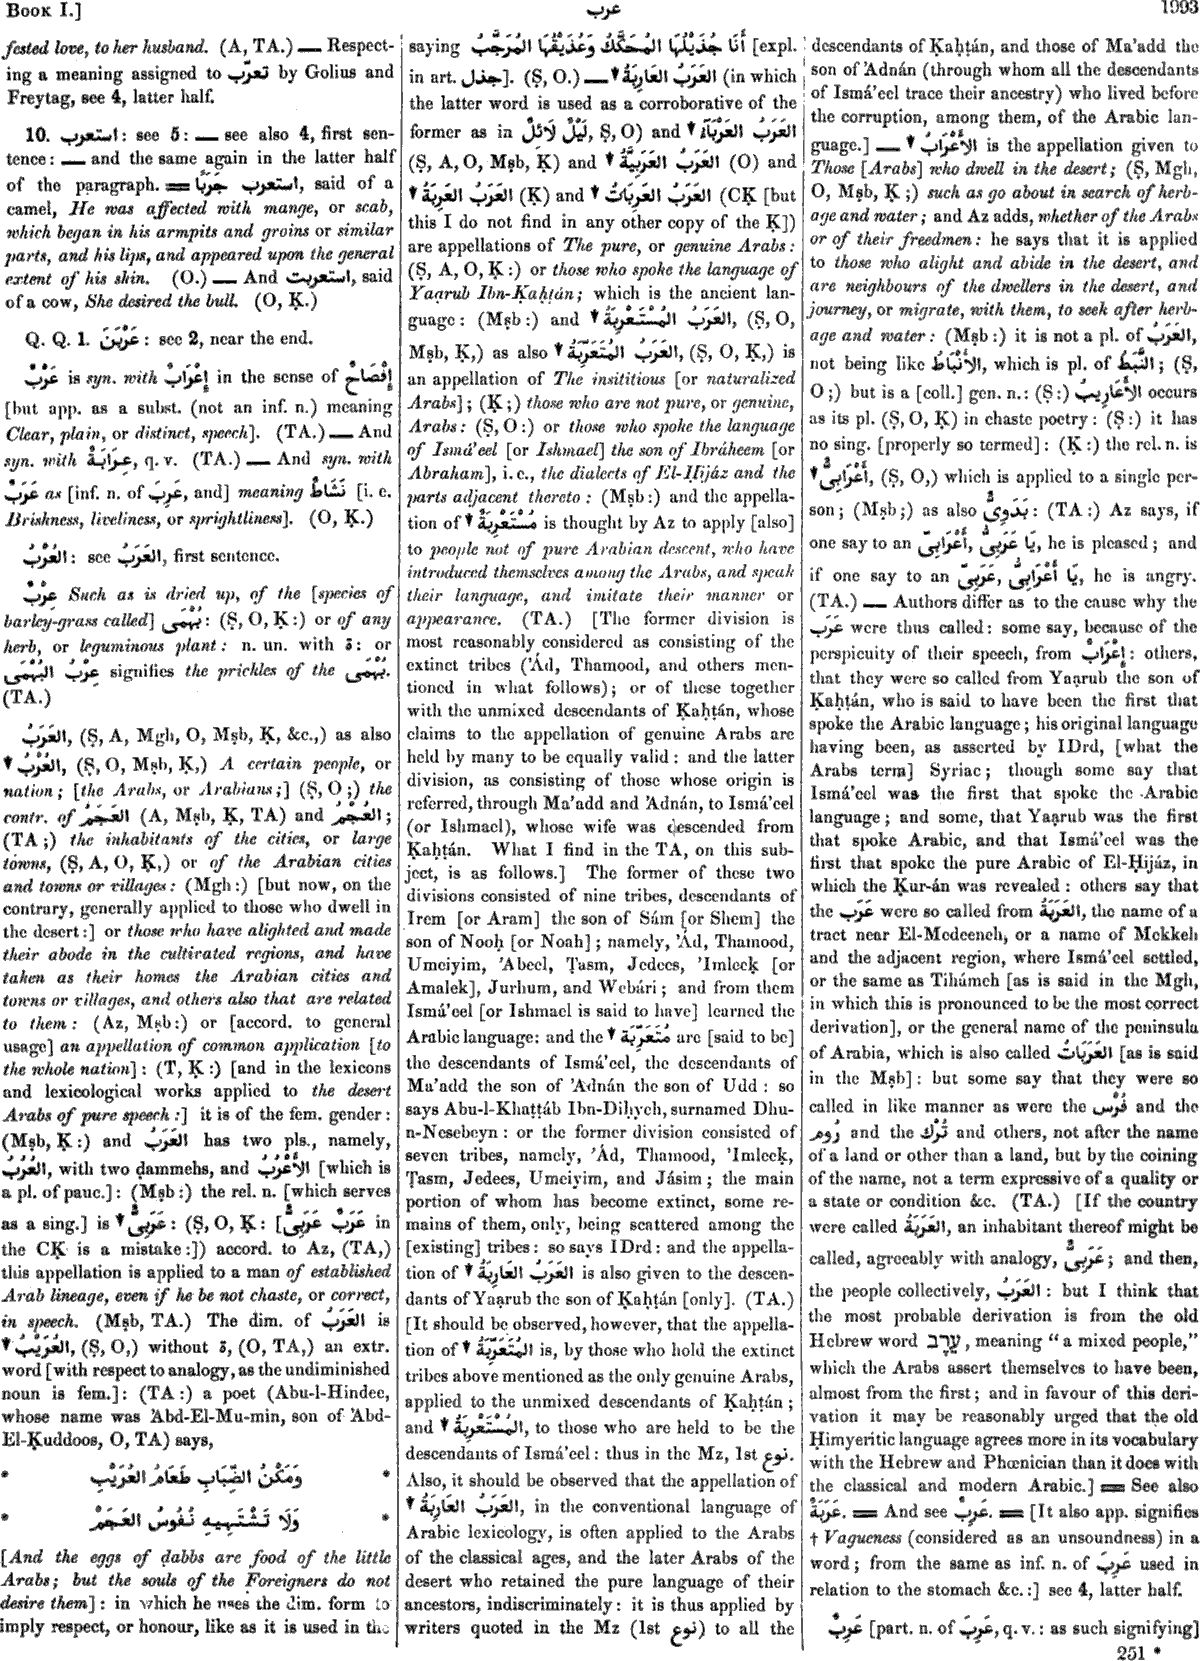 BOOK I.]
عرب
1993
fested love, to her husband. (A, TA.) — Respect-
ing a meaning assigned to تعرّب by Golius and
Freytag, see 4, latter half.
10. استعرب: see 5: — see also 4, first sen-
tence: — and the same again in the latter half
of the paragraph. = استعرب جَرَبًا, said of a
camel, He was affected with mange, or scab,
which began in his armpits and groins or similar
parts, and his lips, and appeared upon the general
extent of his skin. (O.) — And استعربت, said
of a cow, She desired the bull. (O, Ḳ.)
Q. Q. 1. عَرْبَنَ: see 2, near the end.
عَرْبٌ is syn. with إِعْرَابٌ in the sense of إِفْصَاحٌ
[but app. as a subst. (not an inf. n.) meaning
Clear, plain, or distinct, speech]. (TA.) — And
syn. with عَرَابَةٌ, q. v. (TA.) — And syn. with
عَرَبٌ as [inf. n. of عَرِبَ, and] meaning نَشَاطٌ [i. e.
Briskness, liveliness, or sprightliness]. (O, Ḳ.)
العُرْبُ: see العَرَبُ, first sentence.
عِرْبٌ Such as is dried up, of the [species of
barley-grass called] بُهْمَى: (Ṣ, O, Ḳ:) or of any
herb, or leguminous plant: n. un. with ة: or
عِرْبُ البُهْمَى signifies the prickles of the بُهْمَى.
(TA.)
العَرَبُ, (Ṣ, A, Mgh, O, Mṣb, Ḳ, &c.,) as also
▼ العُرْبُ, (Ṣ, O, Mṣb, Ḳ,) A certain people, or
nation; [the Arabs, or Arabians;] (Ṣ, O;) the
contr. of العَجَمُ (A, Mṣb, Ḳ, TA) and العُجْمُ;
(TA;) the inhabitants of the cities, or large
towns, (Ṣ, A, O, Ḳ,) or of the Arabian cities
and towns or villages: (Mgh:) [but now, on the
contrary, generally applied to those who dwell in
the desert:] or those who have alighted and made
their abode in the cultivated regions, and have
taken as their homes the Arabian cities and
towns or villages, and others also that are related
to them: (Az, Mṣb:) or [accord. to general
usage] an appellation of common application [to
the whole nation]: (T, Ḳ:) [and in the lexicons
and lexicological works applied to the desert
Arabs of pure speech:] it is of the fem. gender:
(Mṣb, Ḳ:) and العَرَبُ has two pls., namely,
العُرُبُ, with two ḍammehs, and الأَعْرُبُ [which is
a pl. of pauc.]: (Mṣb:) the rel. n. [which serves
as a sing.] is ▼ عَرَبِىٌّ: (Ṣ, O, Ḳ: [عَرَبٌ عَرَبِىٌّ in
the CḲ is a mistake:]) accord. to Az, (TA,)
this appellation is applied to a man of established
Arab lineage, even if he be not chaste, or correct,
in speech. (Mṣb, TA.) The dim. of العَرَبُ is
▼ العُرَيْبُ, (Ṣ, O,) without ة, (O, TA,) an extr.
word [with respect to analogy, as the undiminished
noun is fem.]: (TA:) a poet (Abu-l-Hindee,
whose name was ’Abd-El-Mu-min, son of ’Abd-
El-Ḳuddoos, O, TA) says,
* وَمَكْنُ الضِّبَابِ طَعَامُ العُرَيْبِ *
* وَلَا تَشْتَهِيهِ نُفُوسُ العَجَمْ *
[And the eggs of ḍabbs are food of the little
Arabs; but the souls of the Foreigners do not
desire them]: in which he uses the dim. form to
imply respect, or honour, like as it is used in the
saying أَنَا جُذَيْلُهَا المُحَكَّكُ وَعُذَيْقُهَا المُرَجَّبُ [expl.
in art. جذل]. (Ṣ, O.) — ▼ العَرَبُ العَارِبَةُ (in which
the latter word is used as a corroborative of the
former as in لَيْلٌ لَائِلٌ, Ṣ, O) and ▼ العَرَبُ العَرْبَآءُ
(Ṣ, A, O, Mṣb, Ḳ) and ▼ العَرَبُ العَرَبِيَّةُ (O) and
▼ العَرَبُ العَرِبَةُ (Ḳ) and ▼ العَرَبُ العَرِبَاتُ (CḲ [but
this I do not find in any other copy of the Ḳ])
are appellations of The pure, or genuine Arabs:
(Ṣ, A, O, Ḳ:) or those who spoke the language of
Yaạrub Ibn-Kaḥtán; which is the ancient lan-
guage: (Mṣb:) and ▼ العَرَبُ المُسْتَعْرِبَةُ, (Ṣ, O,
Mṣb, Ḳ,) as also ▼ العَرَبُ المُتَعَرِّبَةُ, (Ṣ, O, Ḳ,) is
an appellation of The insititious [or naturalized
Arabs]; (Ḳ;) those who are not pure, or genuine,
Arabs: (Ṣ, O:) or those who spoke the language
of Ismá’eel [or Ishmael] the son of Ibráheem [or
Abraham], i. e., the dialects of El-Ḥijáz and the
parts adjacent thereto: (Mṣb:) and the appella-
tion of ▼ مُسْتَعْرِبَةٌ is thought by Az to apply [also]
to people not of pure Arabian descent, who have
introduced themselves among the Arabs, and speak
their language, and imitate their manner or
appearance. (TA.) [The former division is
most reasonably considered as consisting of the
extinct tribes (’Ád, Thamood, and others men-
tioned in what follows); or of these together
with the unmixed descendants of Ḳaḥṭán, whose
claims to the appellation of genuine Arabs are
held by many to be equally valid: and the latter
division, as consisting of those whose origin is
referred, through Ma’add and ’Adnán, to Ismá’eel
(or Ishmael), whose wife was descended from
Ḳaḥṭán. What I find in the TA, on this sub-
ject, is as follows.] The former of these two
divisions consisted of nine tribes, descendants of
Irem [or Aram] the son of Sám [or Shem] the
son of Nooḥ [or Noah]; namely, ’Ád, Thamood,
Umeiyim, ’Abeel, Ṭasm, Jedees, ’Imleeḳ [or
Amalek], Jurhum, and Webári; and from them
Ismá’eel [or Ishmael is said to have] learned the
Arabic language: and the ▼ مُتَعَرِّبَة are [said to be]
the descendants of Ismá’eel, the descendants of
Ma’add the son of ’Adnán the son of Udd: so
says Abu-l-Khaṭṭáb Ibn-Diḥyeh, surnamed Dhu-
n-Nesebeyn: or the former division consisted of
seven tribes, namely, ’Ád, Thamood, ’Imleeḳ,
Ṭasm, Jedees, Umeiyim, and Jásim; the main
portion of whom has become extinct, some re-
mains of them, only, being scattered among the
[existing] tribes: so says IDrd: and the appella-
tion of ▼ العَرَبُ العَارِبَةُ is also given to the descen-
dants of Yaạrub the son of Ḳaḥṭán [only]. (TA.)
[It should be observed, however, that the appella-
tion of ▼ المُتَعَرِّبَةُ is, by those who hold the extinct
tribes above mentioned as the only genuine Arabs,
applied to the unmixed descendants of Ḳaḥṭán;
and ▼ المُسْتَعْرِبَةُ, to those who are held to be the
descendants of Ismá’eel: thus in the Mz, 1st نوع.
Also, it should be observed that the appellation of
▼ العَرَبُ العَارِبَةُ, in the conventional language of
Arabic lexicology, is often applied to the Arabs
of the classical ages, and the later Arabs of the
desert who retained the pure language of their
ancestors, indiscriminately: it is thus applied by
writers quoted in the Mz (1st نوع) to all the
descendants of Ḳaḥṭán, and those of Ma’add the
son of ’Adnán (through whom all the descendants
of Ismá’eel trace their ancestry) who lived before
the corruption, among them, of the Arabic lan-
guage.] — ▼ الأَعْرَابُ is the appellation given to
Those [Arabs] who dwell in the desert; (Ṣ, Mgh,
O, Mṣb, Ḳ;) such as go about in search of herb-
age and water; and Az adds, whether of the Arabs
or of their freedmen: he says that it is applied
to those who alight and abide in the desert, and
are neighbours of the dwellers in the desert, and
journey, or migrate, with them, to seek after herb-
age and water: (Mṣb:) it is not a pl. of العَرَبُ,
not being like الأَنْبَاطُ, which is pl. of النَّبَطُ; (Ṣ,
O;) but is a [coll.] gen. n.: (Ṣ:) الأَعَارِيبُ occurs
as its pl. (Ṣ, O, Ḳ) in chaste poetry: (Ṣ:) it has
no sing. [properly so termed]: (Ḳ:) the rel. n. is
▼ أَعْرَابِىٌّ, (Ṣ, O,) which is applied to a single per-
son; (Mṣb;) as also بَدَوِىٌّ: (TA:) Az says, if
one say to an أَعْرَابِىّ, يَا عَرَبِىُّ, he is pleased; and
if one say to an عَرَبِىّ, يَا أَعْرَابِىُّ, he is angry.
(TA.) — Authors differ as to the cause why the
عَرَب were thus called: some say, because of the
perspicuity of their speech, from إِعْرَابٌ: others,
that they were so called from Yaạrub the son of
Ḳaḥṭán, who is said to have been the first that
spoke the Arabic language; his original language
having been, as asserted by IDrd, [what the
Arabs term] Syriac; though some say that
Ismá’eel was the first that spoke the Arabic
language; and some, that Yaạrub was the first
that spoke Arabic, and that Ismá’eel was the
first that spoke the pure Arabic of El-Ḥijáz, in
which the Ḳur-án was revealed: others say that
the عَرَب were so called from العَرَبَةُ, the name of a
tract near El-Medeeneh, or a name of Mekkeh
and the adjacent region, where Ismá’eel settled,
or the same as Tihámeh [as is said in the Mgh,
in which this is pronounced to be the most correct
derivation], or the general name of the peninsula
of Arabia, which is also called العَرَبَاتُ [as is said
in the Mṣb]: but some say that they were so
called in like manner as were the فُرْس and the
رُوم and the تُرْك and others, not after the name
of a land or other than a land, but by the coining
of the name, not a term expressive of a quality or
a state or condition &c. (TA.) [If the country
were called العَرَبَةُ, an inhabitant thereof might be
called, agreeably with analogy, عَرَبِىٌّ; and then,
the people collectively, العَرَبُ: but I think that
the most probable derivation is from the old
Hebrew word עֵרֶב, meaning “a mixed people,”
which the Arabs assert themselves to have been,
almost from the first; and in favour of this deri-
vation it may be reasonably urged that the old
Ḥimyeritic language agrees more in its vocabulary
with the Hebrew and Phœnician than it does with
the classical and modern Arabic.] = See also
عَرَبَةٌ. = And see عَرِبٌ. = [It also app. signifies
† Vagueness (considered as an unsoundness) in a
word; from the same as inf. n. of عَرِبَ used in
relation to the stomach &c.:] see 4, latter half.
عَرِبٌ [part. n. of عَرِبَ, q. v.: as such signifying]
251 *